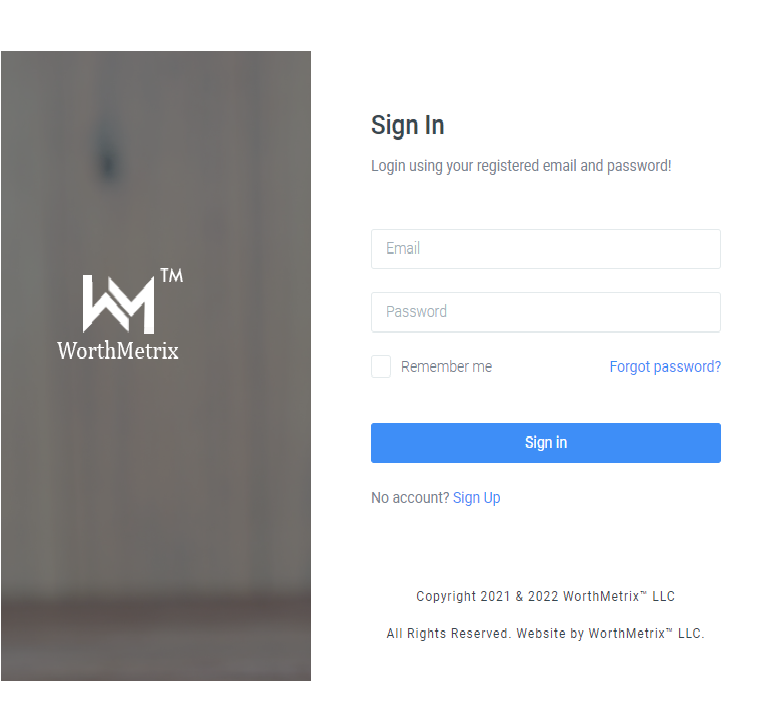 WM™
WorthMetrix
Sign In
Login using your registered email and password!
Email
Password
Remember me
Forgot password?
Sign in
No account? Sign Up
Copyright 2021 & 2022 WorthMetrix™ LLC
All Rights Reserved. Website by WorthMetrix™ LLC.